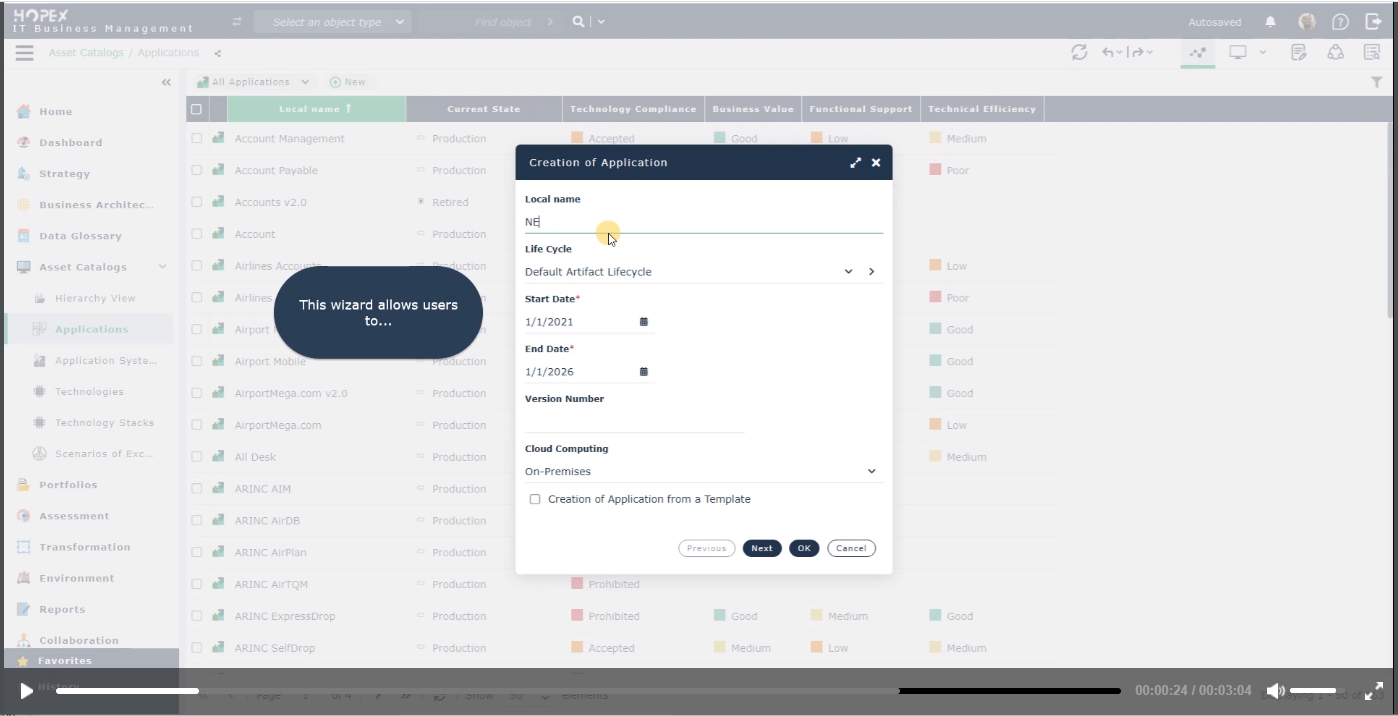 HOPEX
IT Business Management
Select an object type
Find object
Autosaved
Asset Catalogs / Applications
All Applications
New
Home
Dashboard
Strategy
Business Architec...
Data Glossary
Asset Catalogs
Hierarchy View
Applications
Application Syste...
Technologies
Technology Stacks
Scenarios of Exc...
Portfolios
Assessment
Transformation
Environment
Reports
Collaboration
Favorites
History
Local name Current State Technology Compliance Business Value Functional Support Technical Efficiency
Account Management Production Accepted Good Low Medium
Account Payable Production Poor
Accounts v2.0 Retired
Account Production
Airlines Accounts Production Low
Airlines Poor
Airport Good
Airport Mobile Production Good
AirportMega.com v2.0 Production Good
AirportMega.com Production Low
All Desk Production Medium
ARINC AIM Production
ARINC AirDB Production
ARINC AirPlan Production
ARINC AirTQM Production Prohibited
ARINC ExpressDrop Production Prohibited Good Medium Good
ARINC SelfDrop Production Accepted Medium Low Medium
This wizard allows users
to...
Creation of Application
Local name
NE
Life Cycle
Default Artifact Lifecycle
Start Date*
1/1/2021
End Date*
1/1/2026
Version Number
Cloud Computing
On-Premises
Creation of Application from a Template
Previous Next OK Cancel
Page 1 of 4 Show 50 elements
00:00:24 / 00:03:04